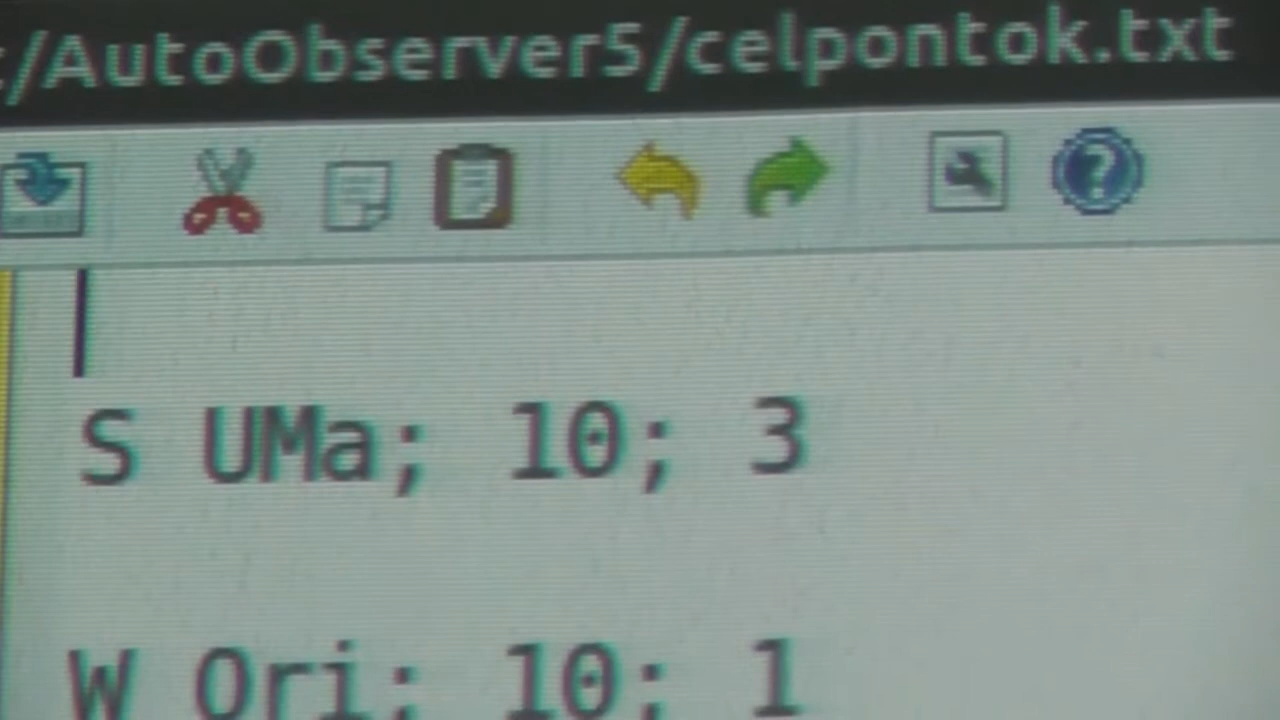 /AutoObserver5/celpontok.txt
S UMa; 10; 3
W Ori; 10; 1